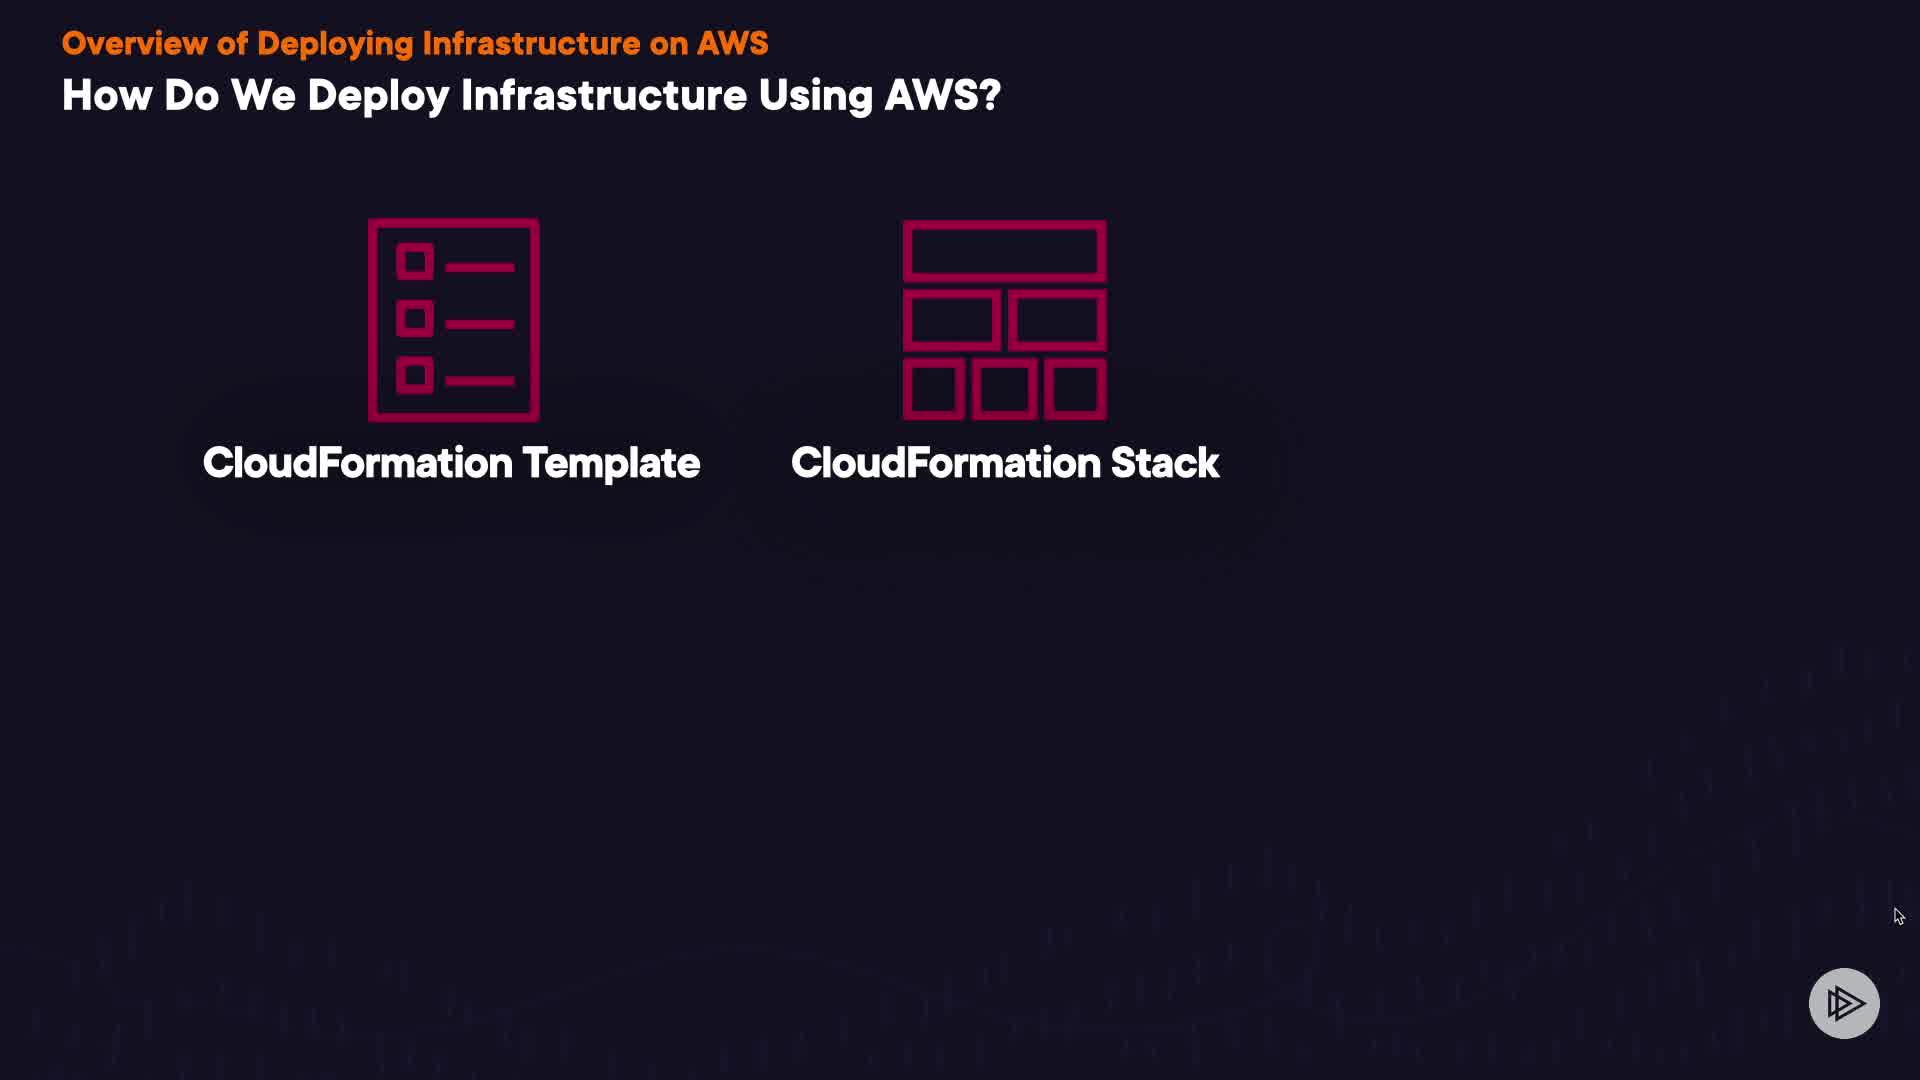 Overview of Deploying Infrastructure on AWS
How Do We Deploy Infrastructure Using AWS?
CloudFormation Template
CloudFormation Stack